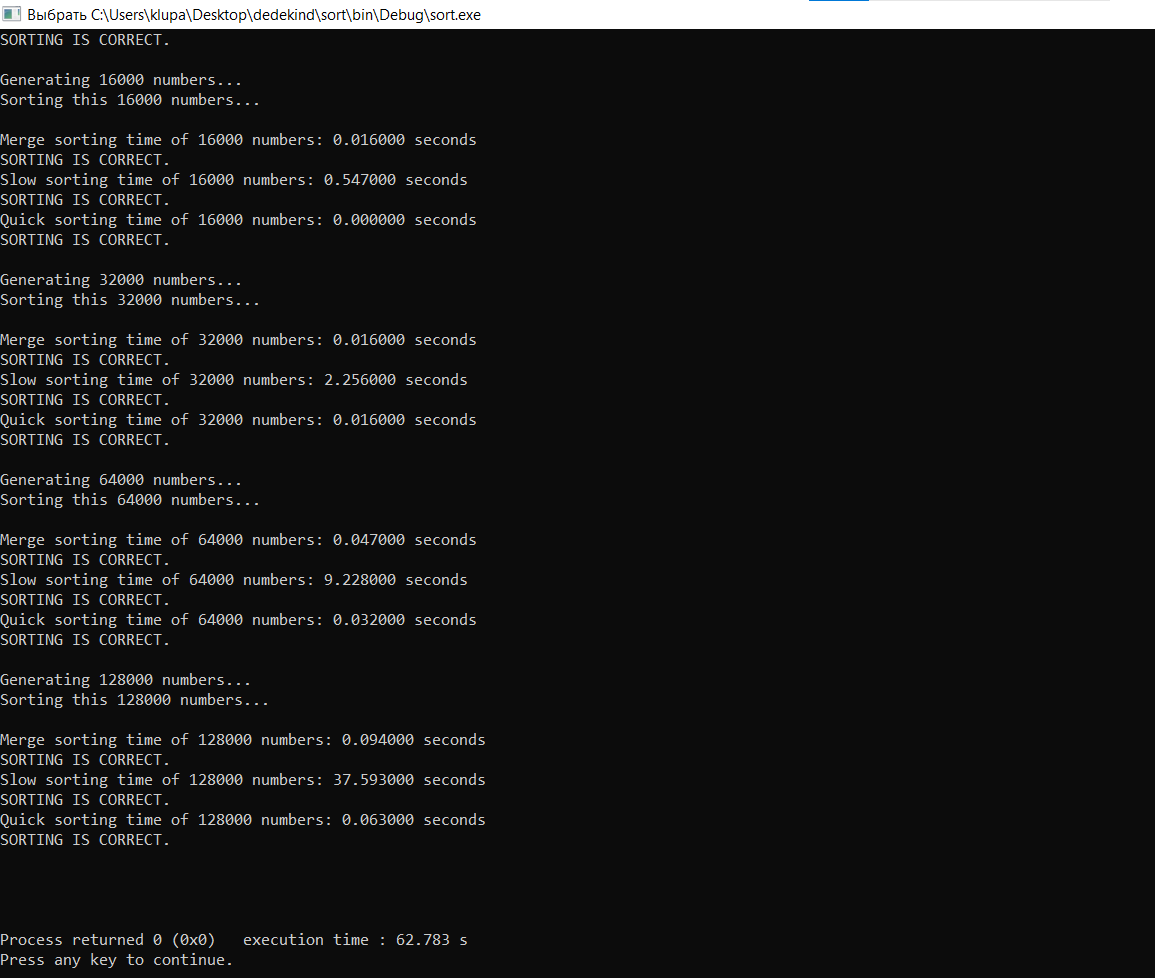 Выбрать C:\Users\klupa\Desktop\dedekind\sort\bin\Debug\sort.exe
SORTING IS CORRECT.
Generating 16000 numbers...
Sorting this 16000 numbers...
Merge sorting time of 16000 numbers: 0.016000 seconds
SORTING IS CORRECT.
Slow sorting time of 16000 numbers: 0.547000 seconds
SORTING IS CORRECT.
Quick sorting time of 16000 numbers: 0.000000 seconds
SORTING IS CORRECT.
Generating 32000 numbers...
Sorting this 32000 numbers...
Merge sorting time of 32000 numbers: 0.016000 seconds
SORTING IS CORRECT.
Slow sorting time of 32000 numbers: 2.256000 seconds
SORTING IS CORRECT.
Quick sorting time of 32000 numbers: 0.016000 seconds
SORTING IS CORRECT.
Generating 64000 numbers...
Sorting this 64000 numbers...
Merge sorting time of 64000 numbers: 0.047000 seconds
SORTING IS CORRECT.
Slow sorting time of 64000 numbers: 9.228000 seconds
SORTING IS CORRECT.
Quick sorting time of 64000 numbers: 0.032000 seconds
SORTING IS CORRECT.
Generating 128000 numbers...
Sorting this 128000 numbers...
Merge sorting time of 128000 numbers: 0.094000 seconds
SORTING IS CORRECT.
Slow sorting time of 128000 numbers: 37.593000 seconds
SORTING IS CORRECT.
Quick sorting time of 128000 numbers: 0.063000 seconds
SORTING IS CORRECT.
Process returned 0 (0x0)   execution time : 62.783 s
Press any key to continue.